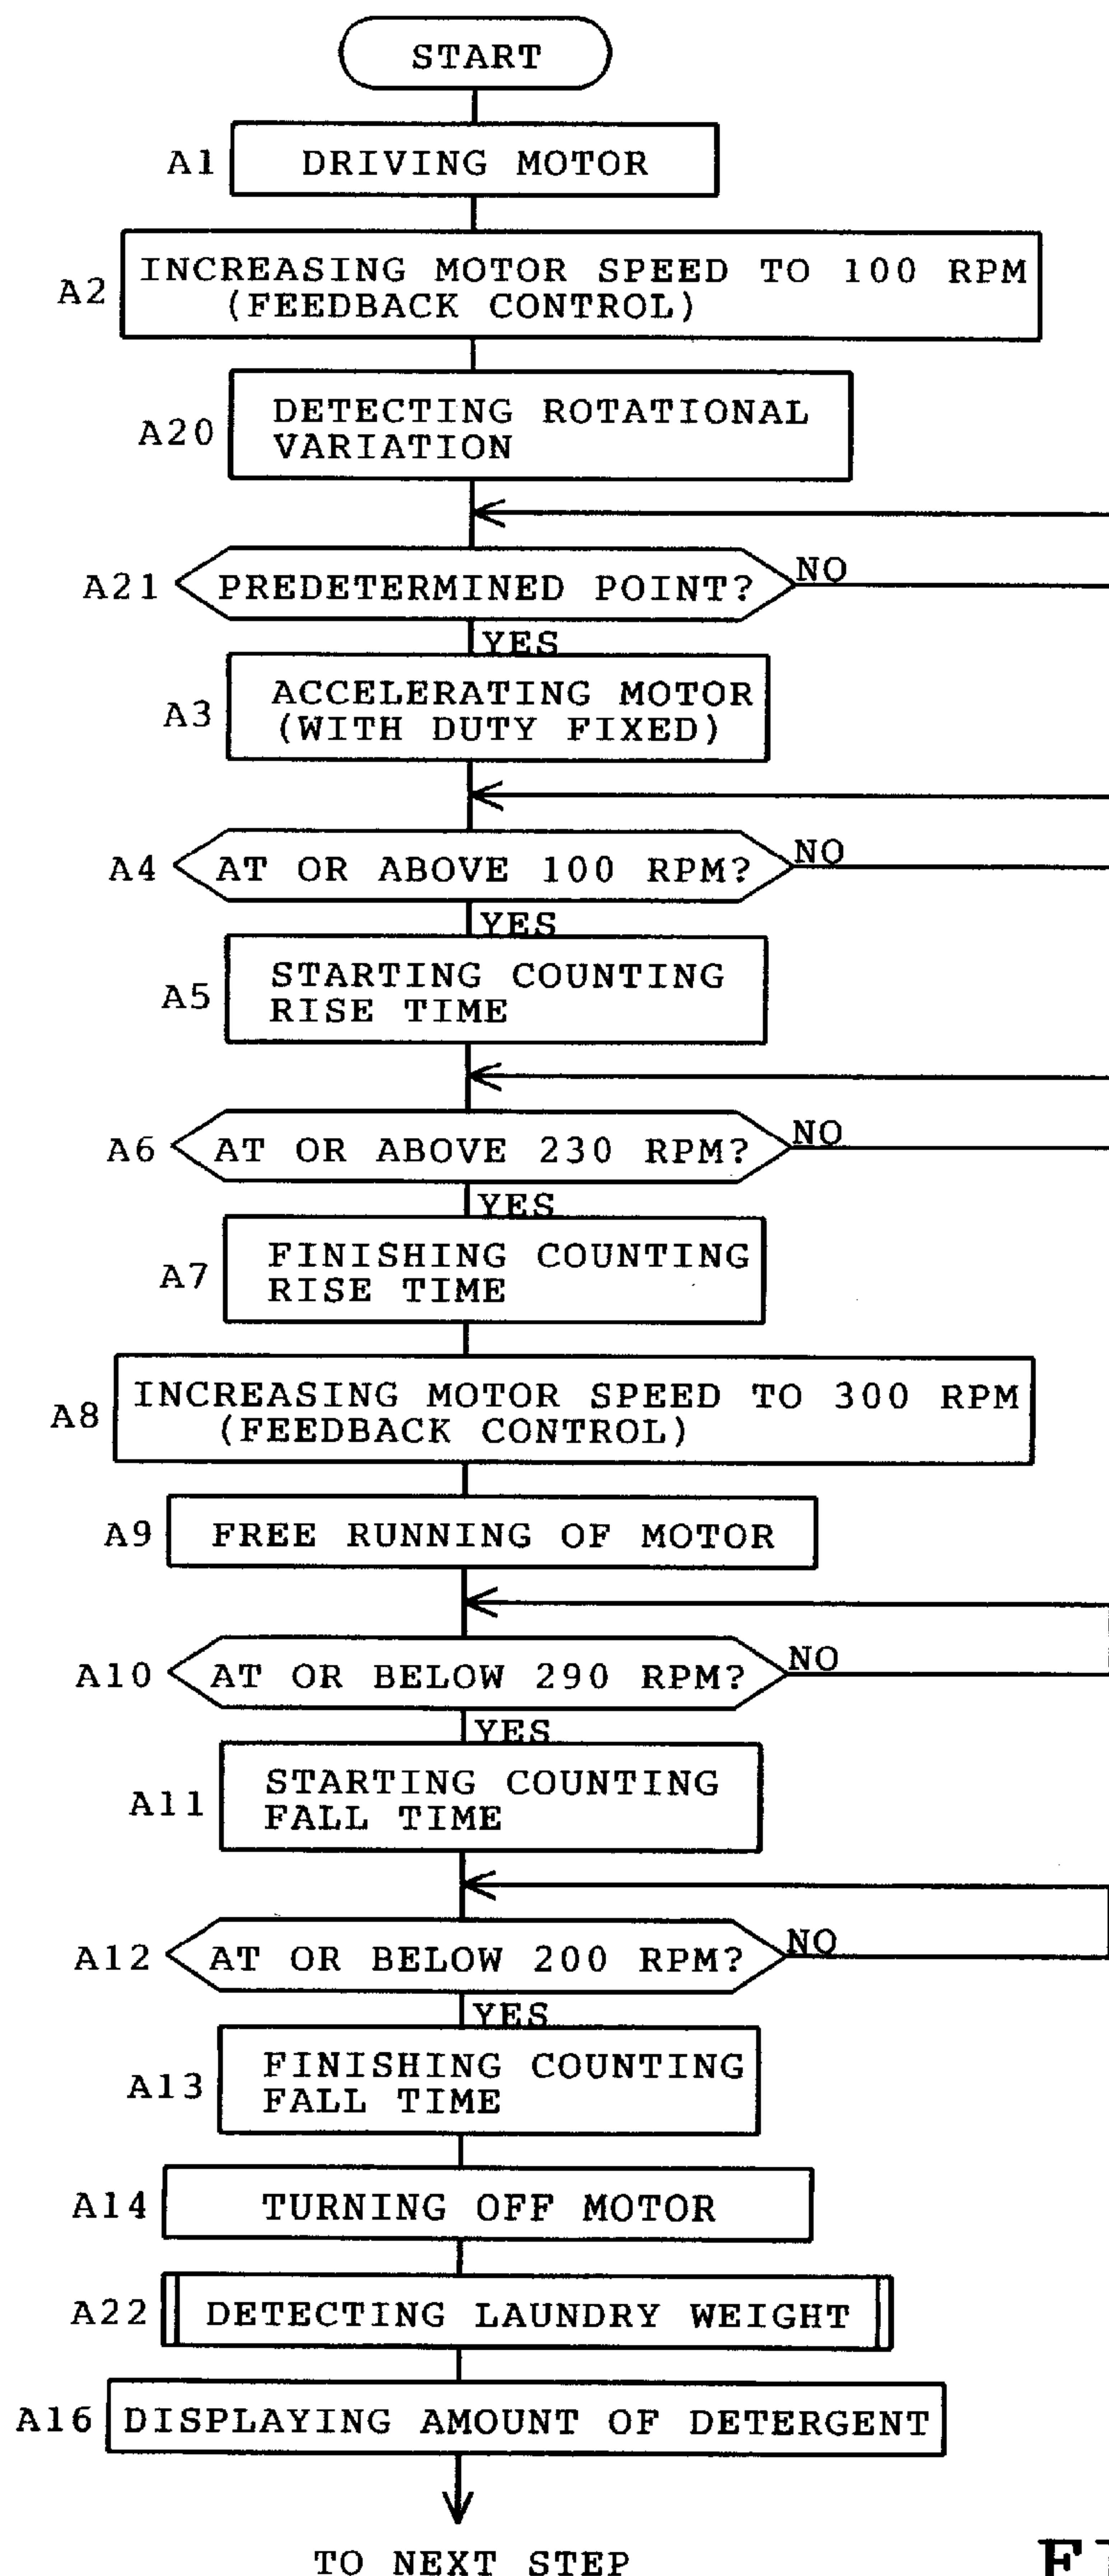 START
A1 DRIVING MOTOR
A2 INCREASING MOTOR SPEED TO 100 RPM
(FEEDBACK CONTROL)
A20 DETECTING ROTATIONAL
VARIATION
A21 PREDETERMINED POINT? NO
YES
A3 ACCELERATING MOTOR
(WITH DUTY FIXED)
A4 AT OR ABOVE 100 RPM? NO
YES
A5 STARTING COUNTING
RISE TIME
A6 AT OR ABOVE 230 RPM? NO
YES
A7 FINISHING COUNTING
RISE TIME
A8 INCREASING MOTOR SPEED TO 300 RPM
(FEEDBACK CONTROL)
A9 FREE RUNNING OF MOTOR
A10 AT OR BELOW 290 RPM? NO
YES
A11 STARTING COUNTING
FALL TIME
A12 AT OR BELOW 200 RPM? NO
YES
A13 FINISHING COUNTING
FALL TIME
A14 TURNING OFF MOTOR
A22 DETECTING LAUNDRY WEIGHT
A16 DISPLAYING AMOUNT OF DETERGENT
TO NEXT STEP